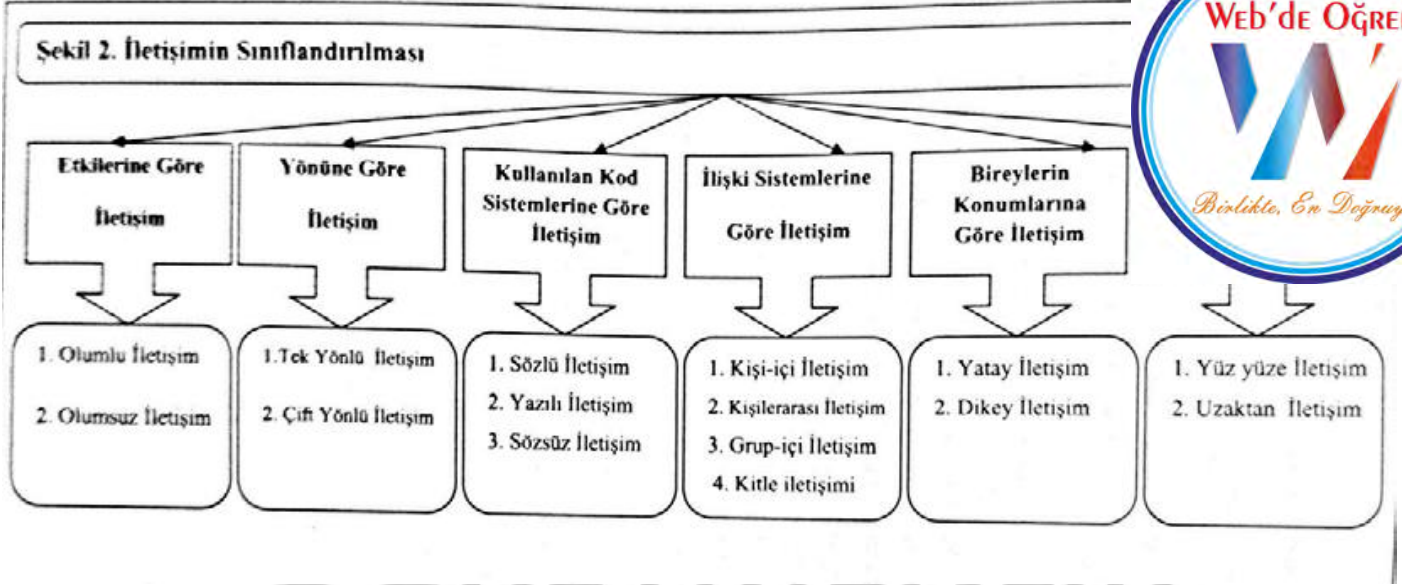 Şekil 2. İletişimin Sınıflandırılması
WEB'dE ÖĞRE
Birlikte, En Doğruy
Etkilerine Göre
İletişim
Yönüne Göre
İletişim
Kullanılan Kod
Sistemlerine Göre
İletişim
İlişki Sistemlerine
Göre İletişim
Bireylerin
Konumlarına
Göre İletişim
1. Olumlu İletişim
2. Olumsuz İletişim
1.Tek Yönlü İletişim
2. Çift Yönlü İletişim
1. Sözlü İletişim
2. Yazılı İletişim
3. Sözsüz İletişim
1. Kişi-içi İletişim
2. Kişilerarası İletişim
3. Grup-içi İletişim
4. Kitle iletişimi
1. Yatay İletişim
2. Dikey İletişim
1. Yüz yüze İletişim
2. Uzaktan İletişim